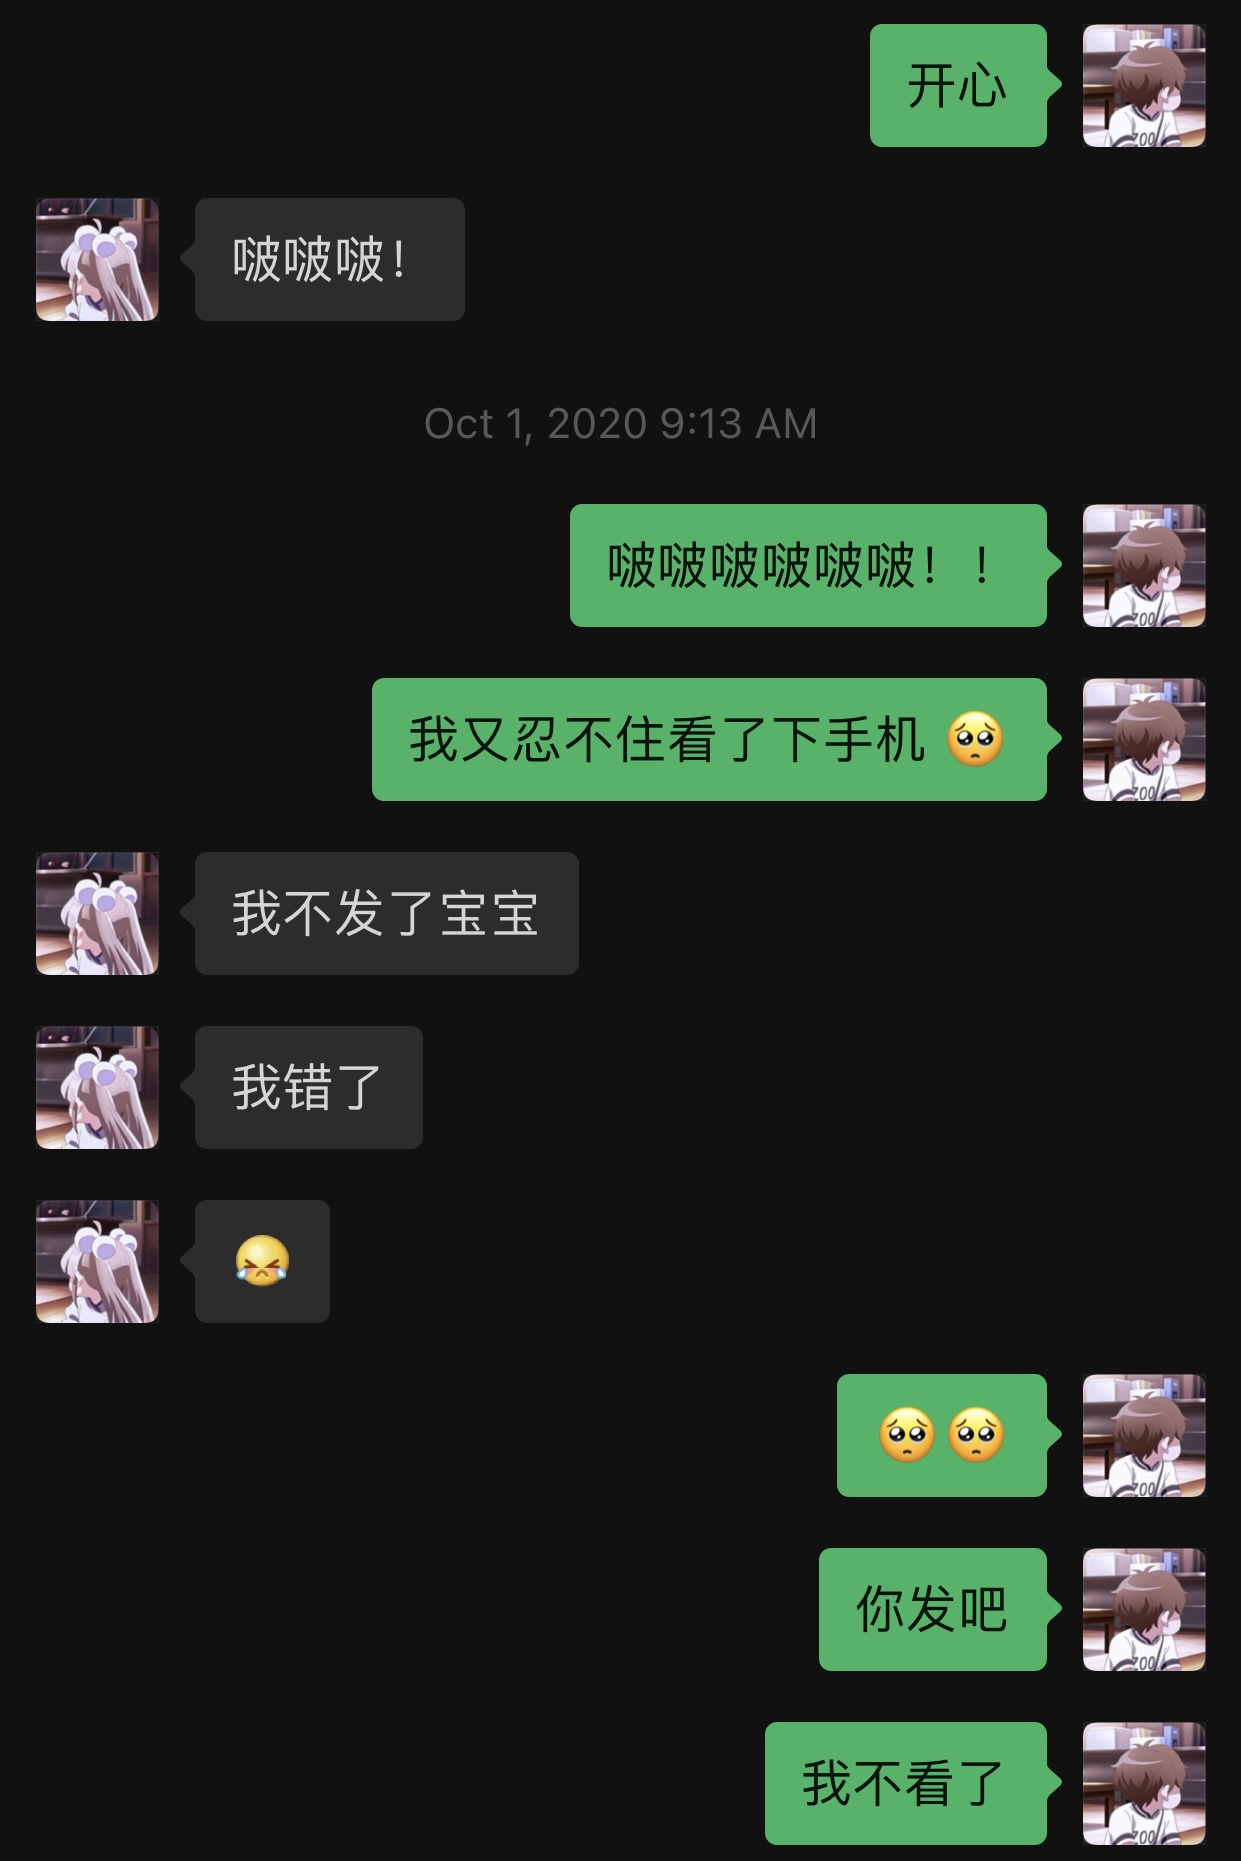 开心
啵啵啵！
Oct 1, 2020 9:13 AM
啵啵啵啵啵啵！！
我又忍不住看了下手机 🥺
我不发了宝宝
我错了
😹
🥺🥺
你发吧
我不看了